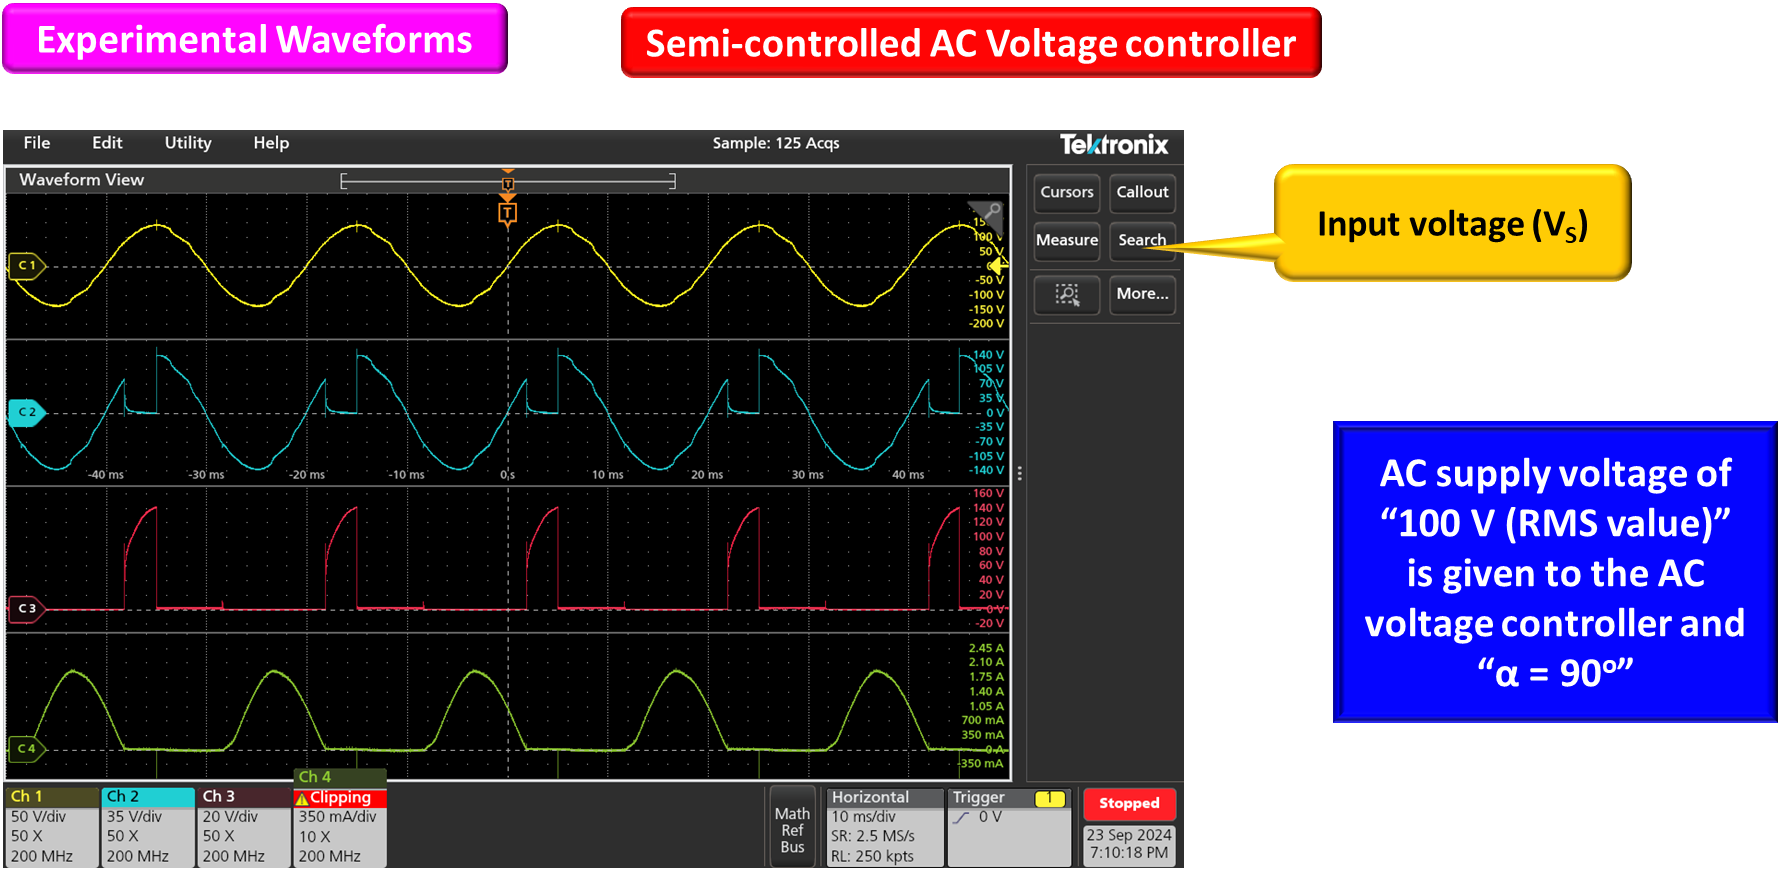 Experimental Waveforms
Semi-controlled AC Voltage controller
File Edit Utility Help
Sample: 125 Acqs
Tektronix
Waveform View
T
T
C 1
100 V
50
-50 V
-100 V
-150 V
-200 V
C 2
140 V
105 V
70 V
35 V
0 V
-35 V
-70 V
-105 V
-140 V
-40 ms -30 ms -20 ms -10 ms 0 s 10 ms 20 ms 30 ms 40 ms
C 3
160 V
140 V
120 V
100 V
80 V
60 V
40 V
20 V
0 V
-20 V
C 4
2.45 A
2.10 A
1.75 A
1.40 A
1.05 A
700 mA
350 mA
0 A
-350 mA
Cursors Callout
Measure Search
More...
Input voltage (VS)
AC supply voltage of
“100 V (RMS value)”
is given to the AC
voltage controller and
“α = 90o”
Ch 1
50 V/div
50 X
200 MHz
Ch 2
35 V/div
50 X
200 MHz
Ch 3
20 V/div
50 X
200 MHz
Ch 4
Clipping
350 mA/div
10 X
200 MHz
Math
Ref
Bus
Horizontal
10 ms/div
SR: 2.5 MS/s
RL: 250 kpts
Trigger 1
0 V
Stopped
23 Sep 2024
7:10:18 PM